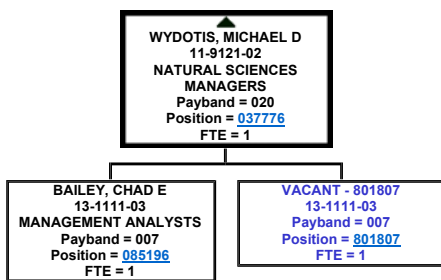 WYDOTIS, MICHAEL D
11-9121-02
NATURAL SCIENCES
MANAGERS
Payband = 020
Position = 037776
FTE = 1
BAILEY, CHAD E
13-1111-03
MANAGEMENT ANALYSTS
Payband = 007
Position = 085196
FTE = 1
VACANT - 801807
13-1111-03
Payband = 007
Position = 801807
FTE = 1